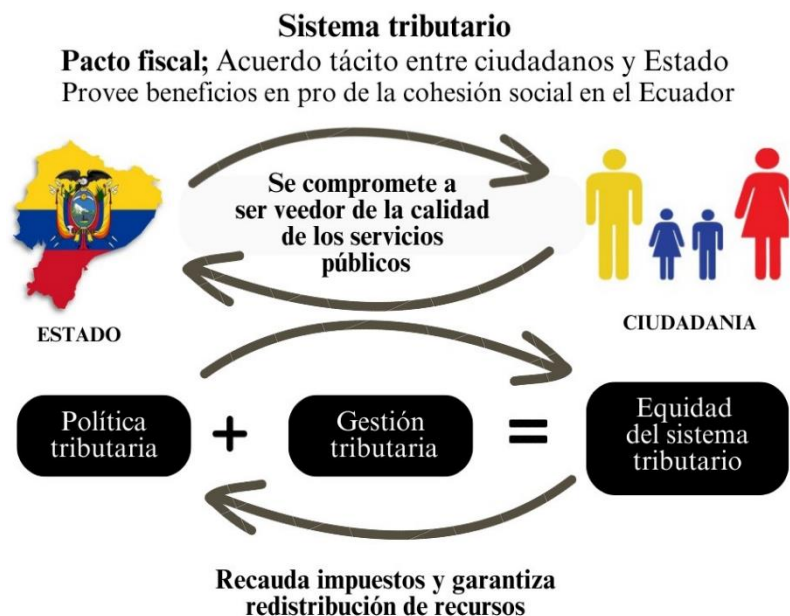 Sistema tributario
Pacto fiscal; Acuerdo tácito entre ciudadanos y Estado
Provee beneficios en pro de la cohesión social en el Ecuador
Se compromete a
ser veedor de la calidad
de los servicios
públicos
ESTADO
CIUDADANIA
Política
tributaria
+
Gestión
tributaria
=
Equidad
del sistema
tributario
Recauda impuestos y garantiza
redistribución de recursos